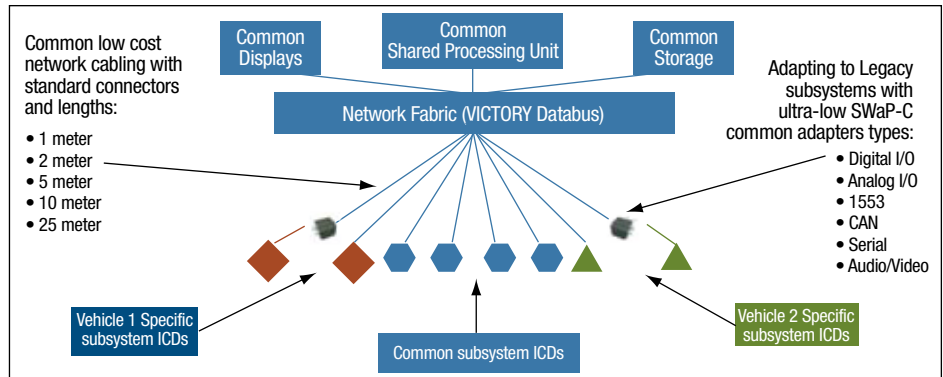 Common low cost
network cabling with
standard connectors
and lengths:
• 1 meter
• 2 meter
• 5 meter
• 10 meter
• 25 meter
Common
Displays
Common
Shared Processing Unit
Common
Storage
Network Fabric (VICTORY Databus)
Adapting to Legacy
subsystems with
ultra-low SWaP-C
common adapters types:
• Digital I/O
• Analog I/O
• 1553
• CAN
• Serial
• Audio/Video
Vehicle 1 Specific
subsystem ICDs
Common subsystem ICDs
Vehicle 2 Specific
subsystem ICDs